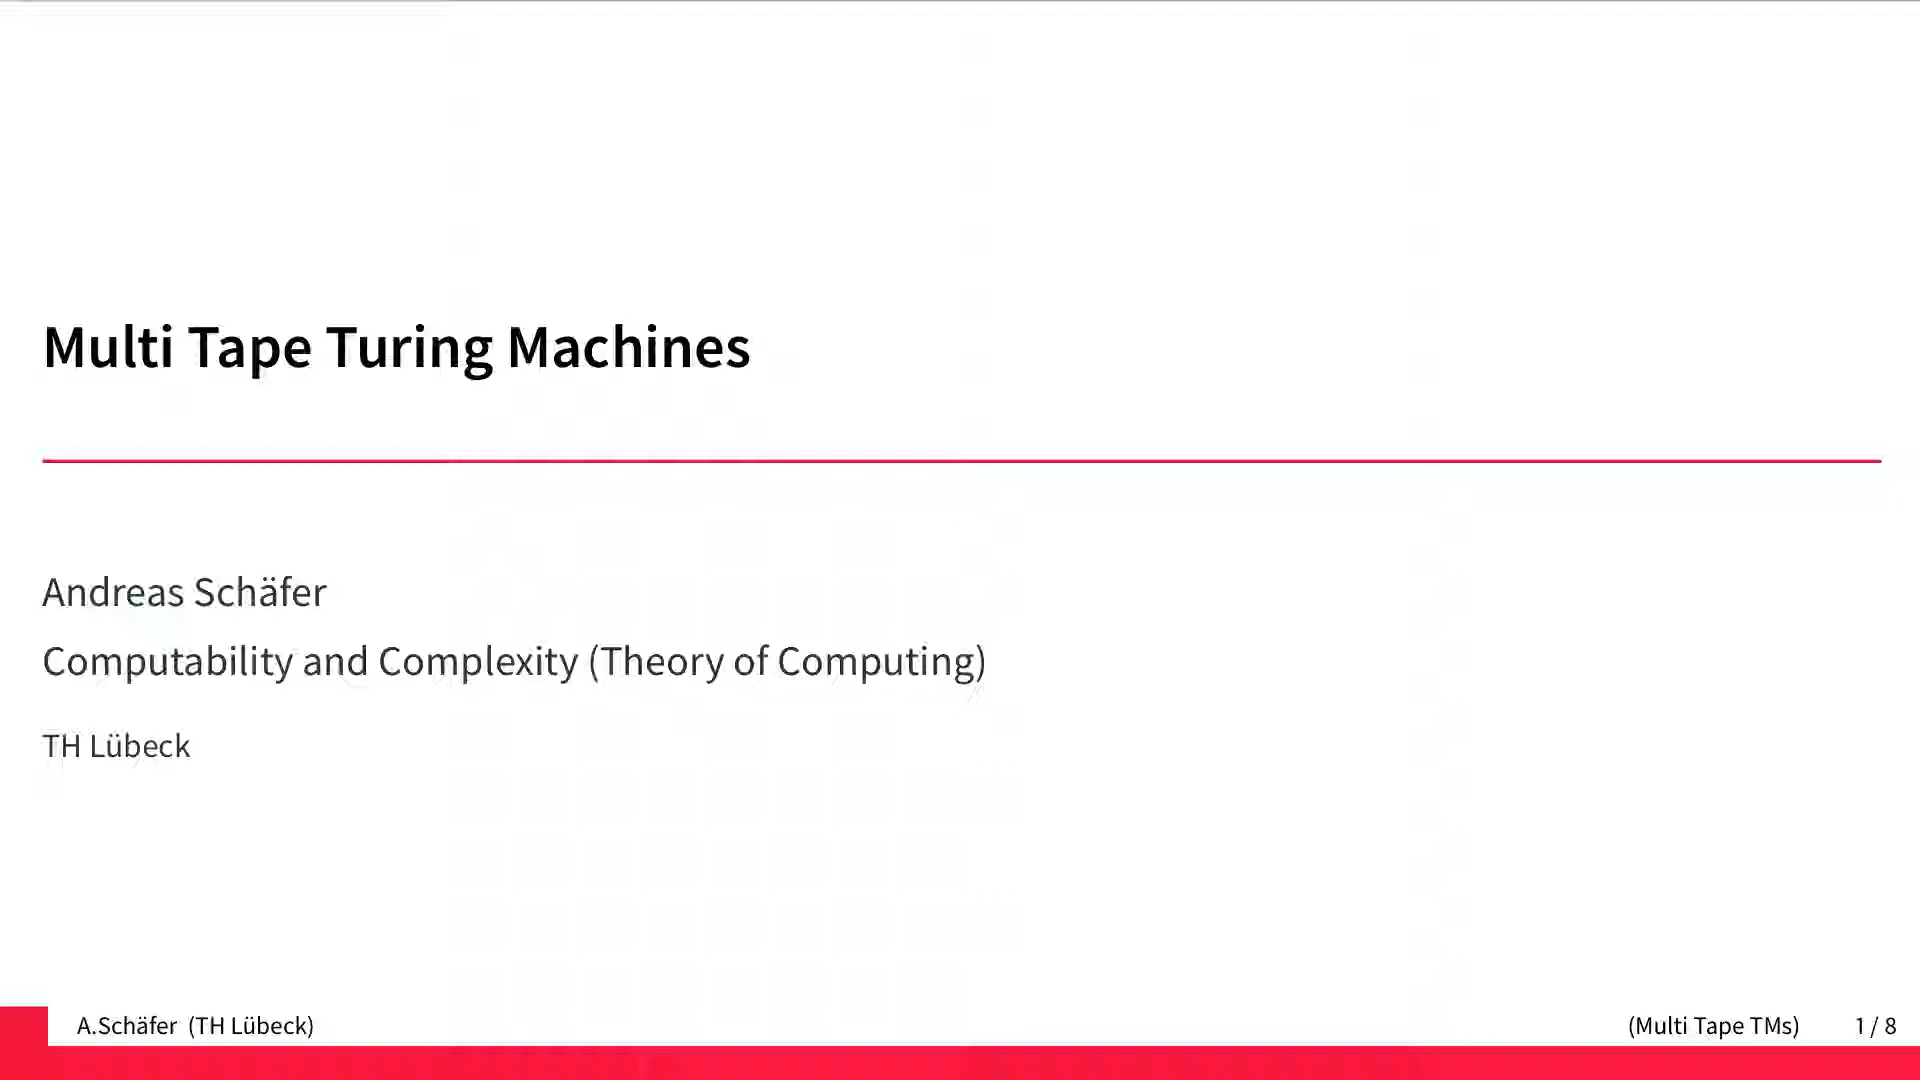 Multi Tape Turing Machines
Andreas Schäfer
Computability and Complexity (Theory of Computing)
TH Lübeck
A.Schäfer (TH Lübeck)
(Multi Tape TMs)
1 / 8